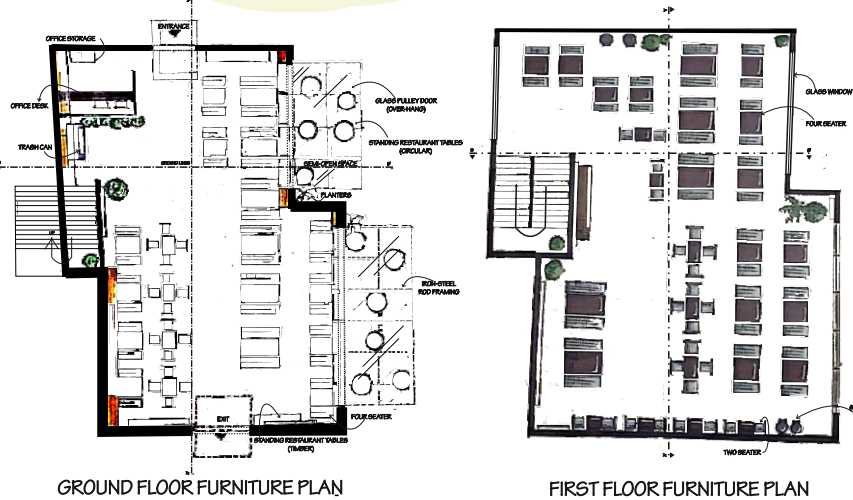 ENTRANCE
OFFICE STORAGE
OFFICE DESK
TRASH CAN
GLASS PULLEY DOOR
(OVER-HANG)
STANDING RESTAURANT TABLES
(CIRCULAR)
SEMI-OPEN SPACE
PLANTERS
UP
IRON-STEEL
ROD FRAMING
EXIT
FOUR SEATER
STANDING RESTAURANT TABLES
(TIMBER)
GROUND FLOOR FURNITURE PLAN
GLASS WINDOW
FOUR SEATER
TWO SEATER
FIRST FLOOR FURNITURE PLAN